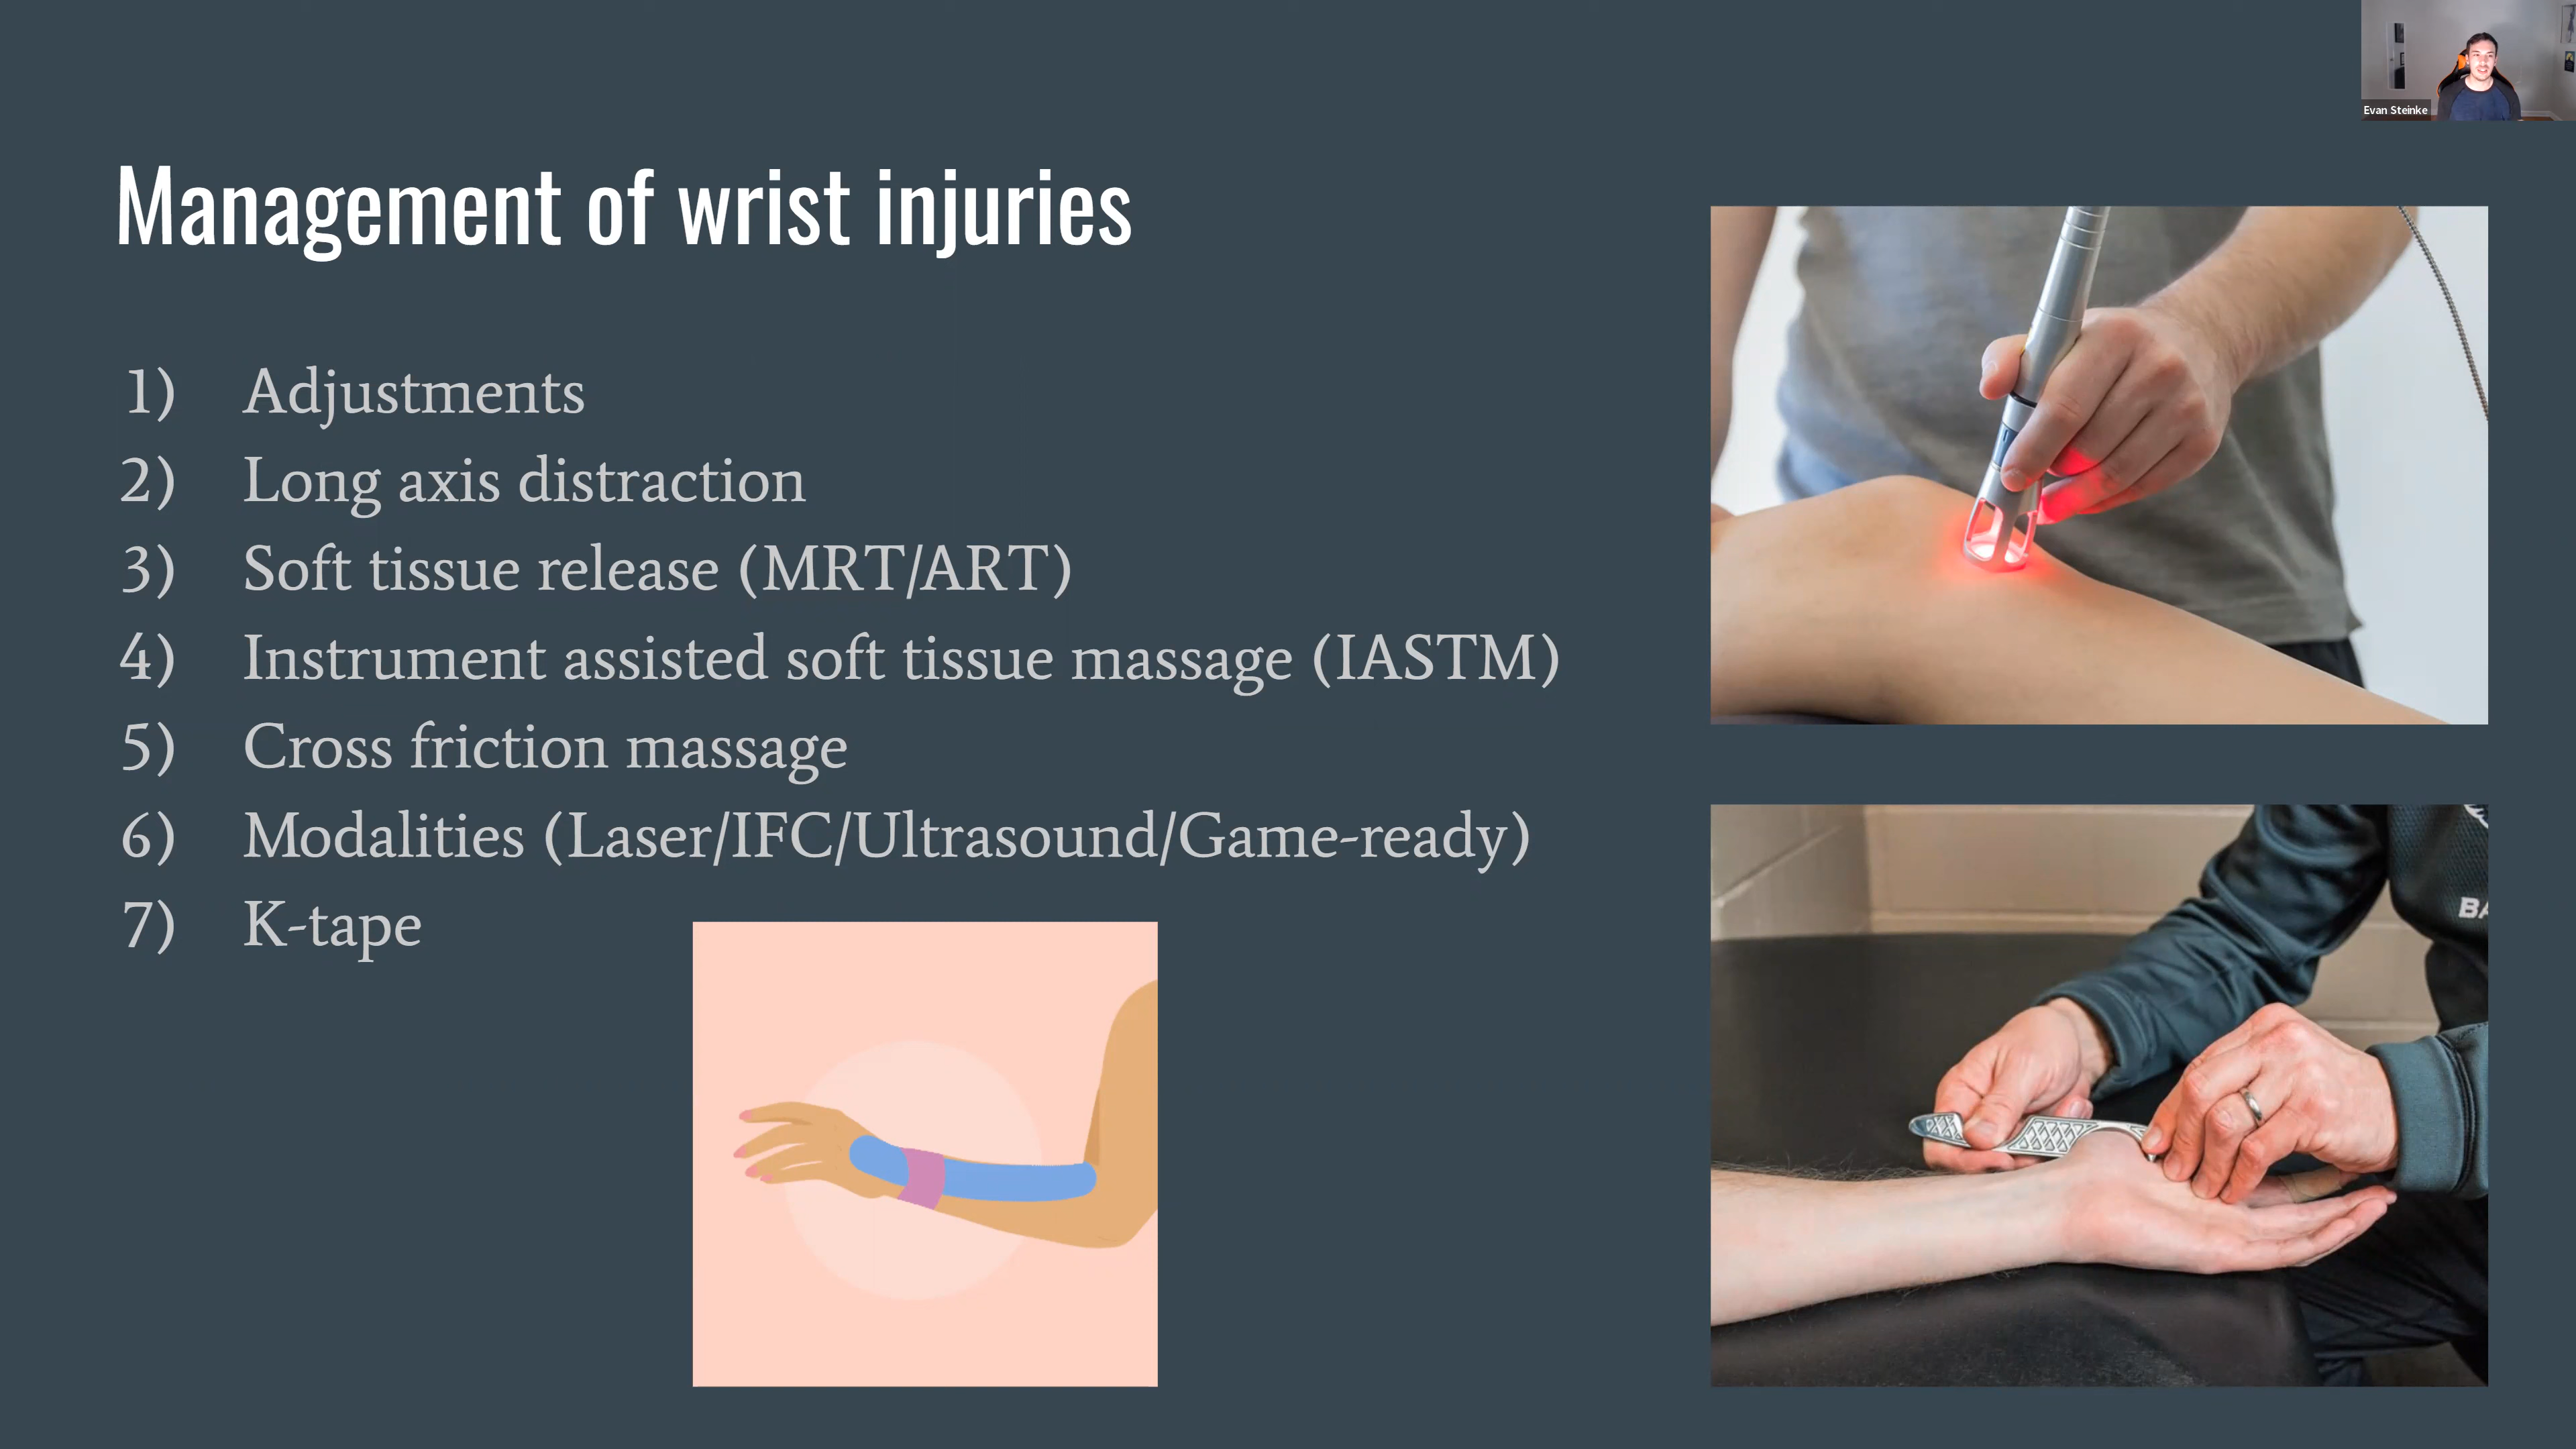 Evan Steinke
Management of wrist injuries
1) Adjustments
2) Long axis distraction
3) Soft tissue release (MRT/ART)
4) Instrument assisted soft tissue massage (IASTM)
5) Cross friction massage
6) Modalities (Laser/IFC/Ultrasound/Game-ready)
7) K-tape
BA